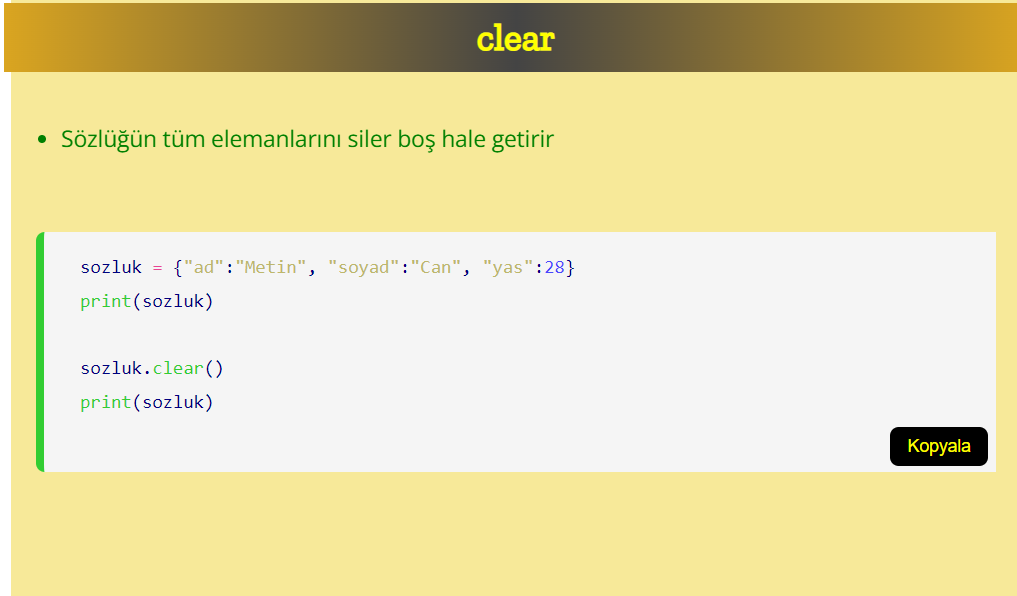 clear
Sözlüğün tüm elemanlarını siler boş hale getirir
sozluk = {"ad":"Metin", "soyad":"Can", "yas":28}
print(sozluk)
sozluk.clear()
print(sozluk)
Kopyala